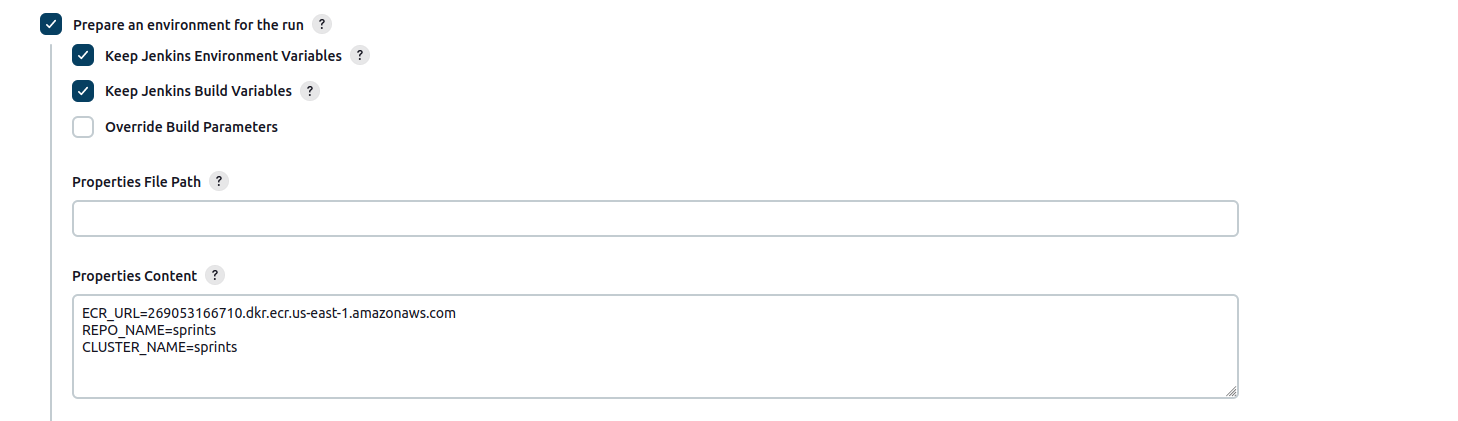 Prepare an environment for the run ?
Keep Jenkins Environment Variables ?
Keep Jenkins Build Variables ?
Override Build Parameters
Properties File Path ?
Properties Content ?
ECR_URL=269053166710.dkr.ecr.us-east-1.amazonaws.com
REPO_NAME=sprints
CLUSTER_NAME=sprints